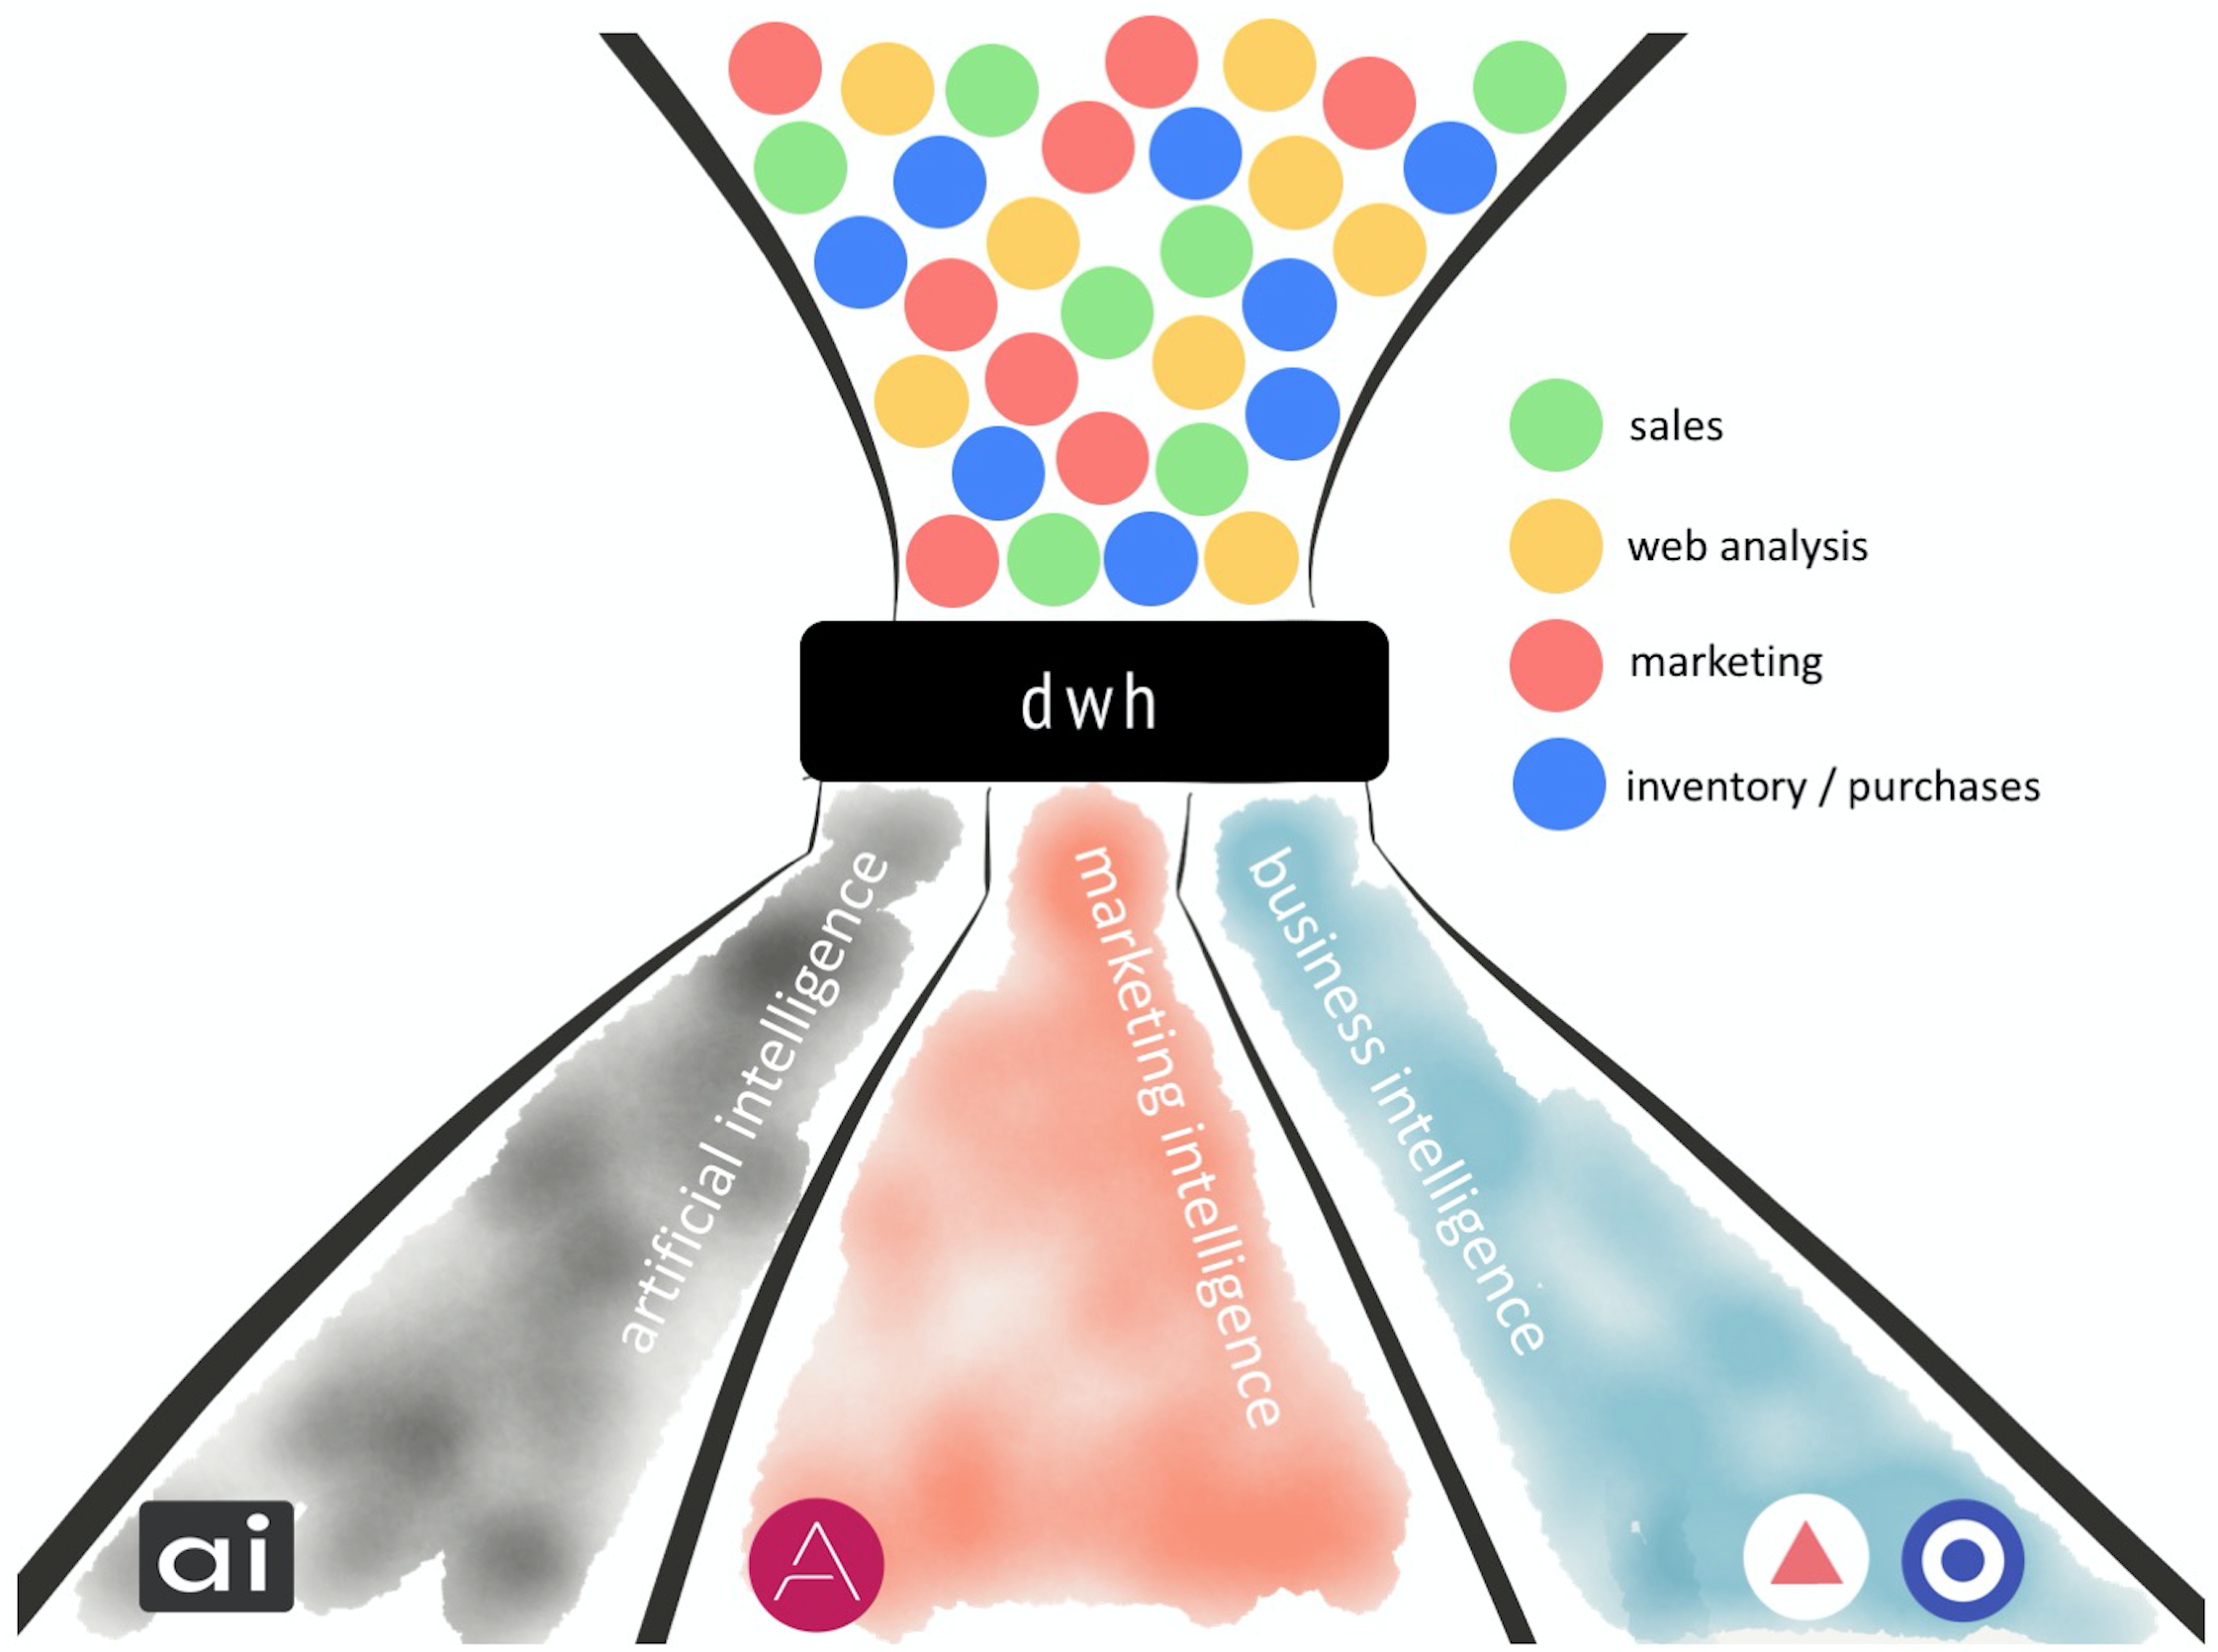 sales
web analysis
marketing
inventory / purchases
dwh
artificial intelligence
marketing intelligence
business intelligence
ai
A